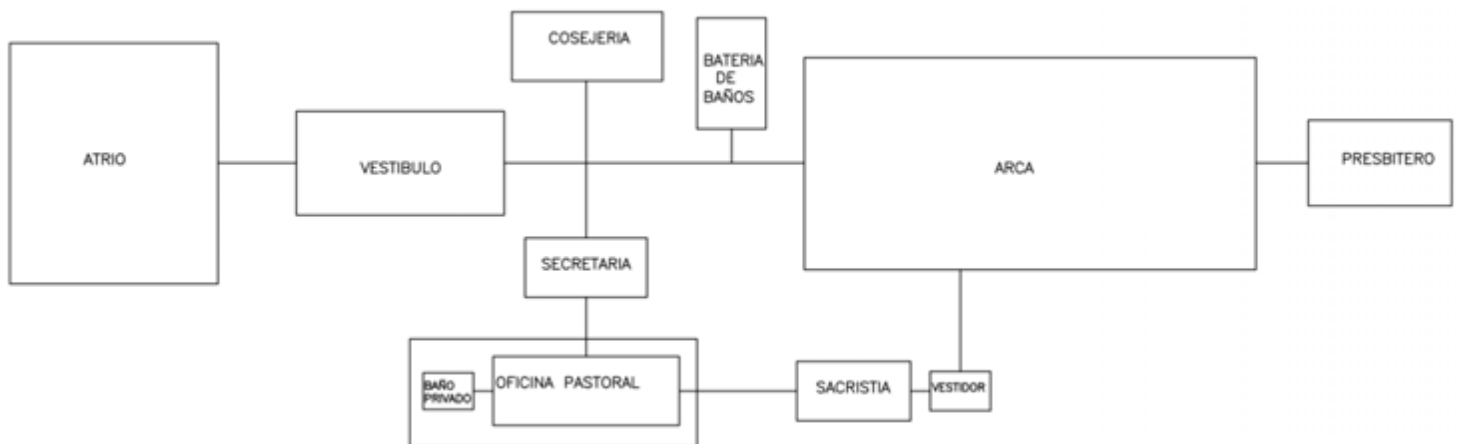 COSEJERIA
BATERIA
DE
BAÑOS
ATRIO
VESTIBULO
ARCA
PRESBITERO
SECRETARIA
BAÑO
PRIVADO
OFICINA PASTORAL
SACRISTIA
VESTIDOR